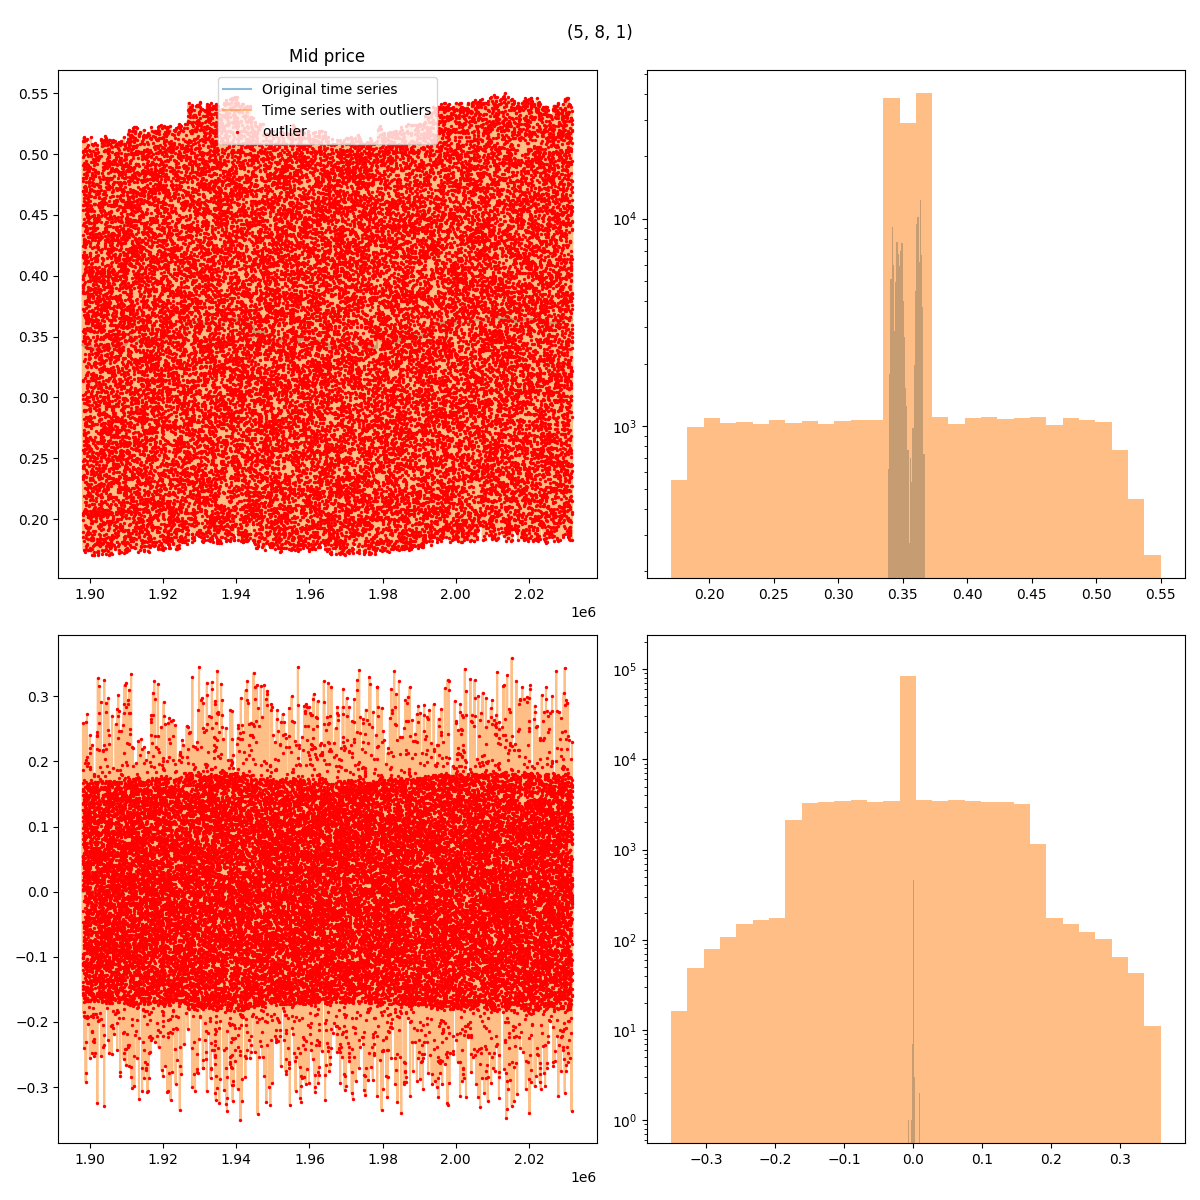 (5, 8, 1)
Mid price
Original time series
Time series with outliers
outlier
0.55
0.50
0.45
0.40
0.35
0.30
0.25
0.20
1.90 1.92 1.94 1.96 1.98 2.00 2.02
1e6
10^4
10^3
0.20 0.25 0.30 0.35 0.40 0.45 0.50 0.55
0.3
0.2
0.1
0.0
−0.1
−0.2
−0.3
1.90 1.92 1.94 1.96 1.98 2.00 2.02
1e6
10^5
10^4
10^3
10^2
10^1
10^0
−0.3 −0.2 −0.1 0.0 0.1 0.2 0.3